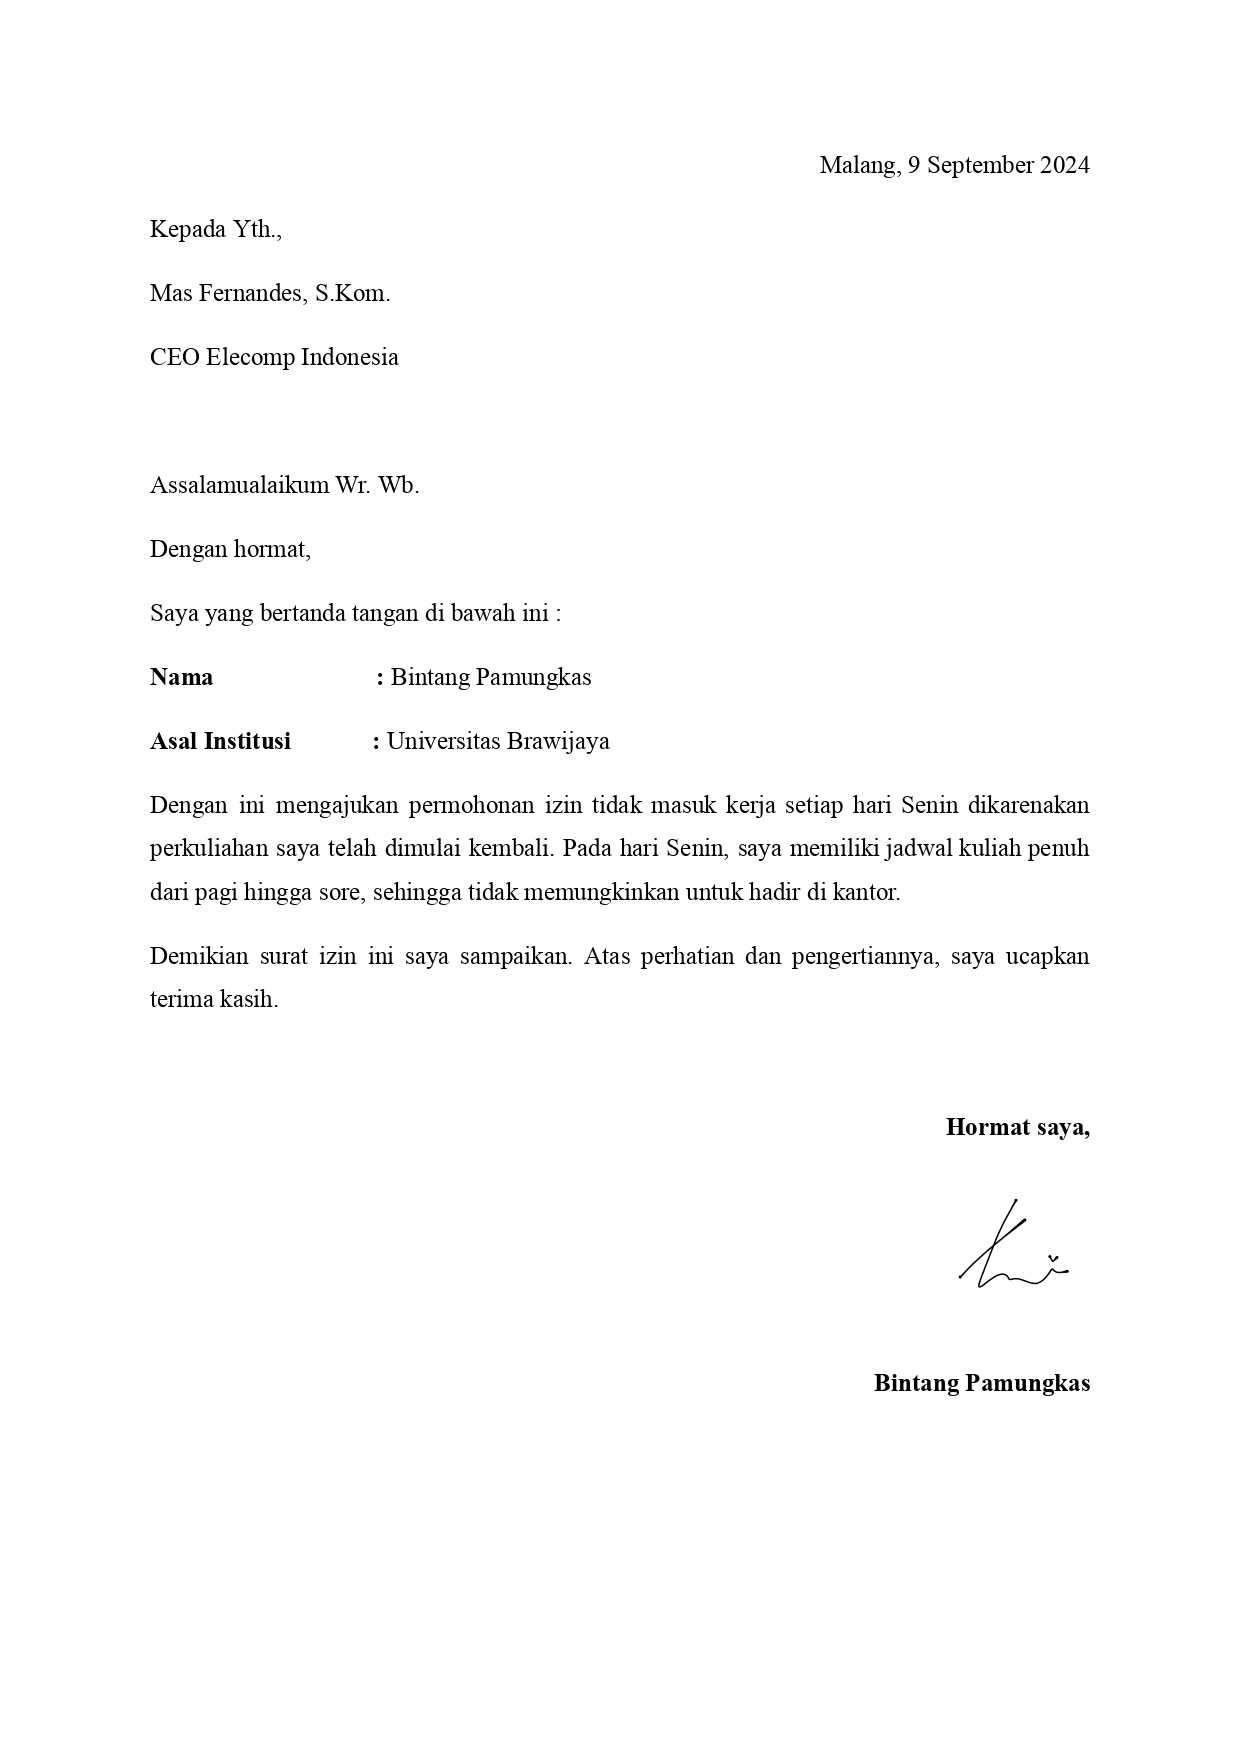 Malang, 9 September 2024
Kepada Yth.,
Mas Fernandes, S.Kom.
CEO Elecomp Indonesia
Assalamualaikum Wr. Wb.
Dengan hormat,
Saya yang bertanda tangan di bawah ini :
Nama : Bintang Pamungkas
Asal Institusi : Universitas Brawijaya
Dengan ini mengajukan permohonan izin tidak masuk kerja setiap hari Senin dikarenakan
perkuliahan saya telah dimulai kembali. Pada hari Senin, saya memiliki jadwal kuliah penuh
dari pagi hingga sore, sehingga tidak memungkinkan untuk hadir di kantor.
Demikian surat izin ini saya sampaikan. Atas perhatian dan pengertiannya, saya ucapkan
terima kasih.
Hormat saya,
Bintang Pamungkas